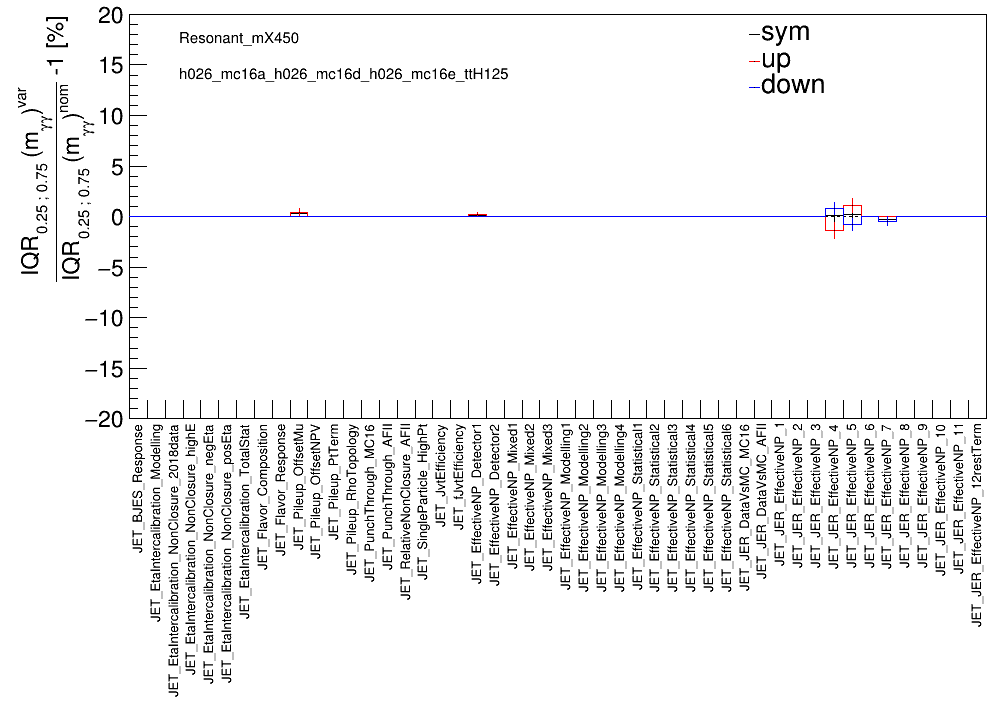 IQR0.25 ; 0.75 (mγγ)var
IQR0.25 ; 0.75 (mγγ)nom
-1 [%]
20
15
10
5
0
−5
−10
−15
−20
Resonant_mX450
h026_mc16a_h026_mc16d_h026_mc16e_ttH125
sym
up
down
JET_BJES_Response
JET_EtaIntercalibration_Modelling
JET_EtaIntercalibration_NonClosure_2018data
JET_EtaIntercalibration_NonClosure_highE
JET_EtaIntercalibration_NonClosure_negEta
JET_EtaIntercalibration_NonClosure_posEta
JET_EtaIntercalibration_TotalStat
JET_Flavor_Composition
JET_Flavor_Response
JET_Pileup_OffsetMu
JET_Pileup_OffsetNPV
JET_Pileup_PtTerm
JET_Pileup_RhoTopology
JET_PunchThrough_MC16
JET_PunchThrough_AFII
JET_RelativeNonClosure_AFII
JET_SingleParticle_HighPt
JET_JvtEfficiency
JET_fJvtEfficiency
JET_EffectiveNP_Detector1
JET_EffectiveNP_Detector2
JET_EffectiveNP_Mixed1
JET_EffectiveNP_Mixed2
JET_EffectiveNP_Mixed3
JET_EffectiveNP_Modelling1
JET_EffectiveNP_Modelling2
JET_EffectiveNP_Modelling3
JET_EffectiveNP_Modelling4
JET_EffectiveNP_Statistical1
JET_EffectiveNP_Statistical2
JET_EffectiveNP_Statistical3
JET_EffectiveNP_Statistical4
JET_EffectiveNP_Statistical5
JET_EffectiveNP_Statistical6
JET_JER_DataVsMC_MC16
JET_JER_DataVsMC_AFII
JET_JER_EffectiveNP_1
JET_JER_EffectiveNP_2
JET_JER_EffectiveNP_3
JET_JER_EffectiveNP_4
JET_JER_EffectiveNP_5
JET_JER_EffectiveNP_6
JET_JER_EffectiveNP_7
JET_JER_EffectiveNP_8
JET_JER_EffectiveNP_9
JET_JER_EffectiveNP_10
JET_JER_EffectiveNP_11
JET_JER_EffectiveNP_12restTerm